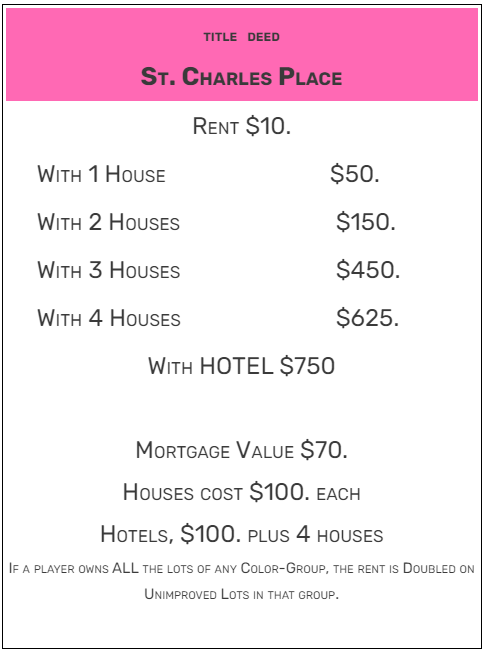 TITLE DEED
ST. CHARLES PLACE
RENT $10.
WITH 1 HOUSE $50.
WITH 2 HOUSES $150.
WITH 3 HOUSES $450.
WITH 4 HOUSES $625.
WITH HOTEL $750
MORTGAGE VALUE $70.
HOUSES COST $100. EACH
HOTELS, $100. PLUS 4 HOUSES
IF A PLAYER OWNS ALL THE LOTS OF ANY COLOR-GROUP, THE RENT IS DOUBLED ON
UNIMPROVED LOTS IN THAT GROUP.